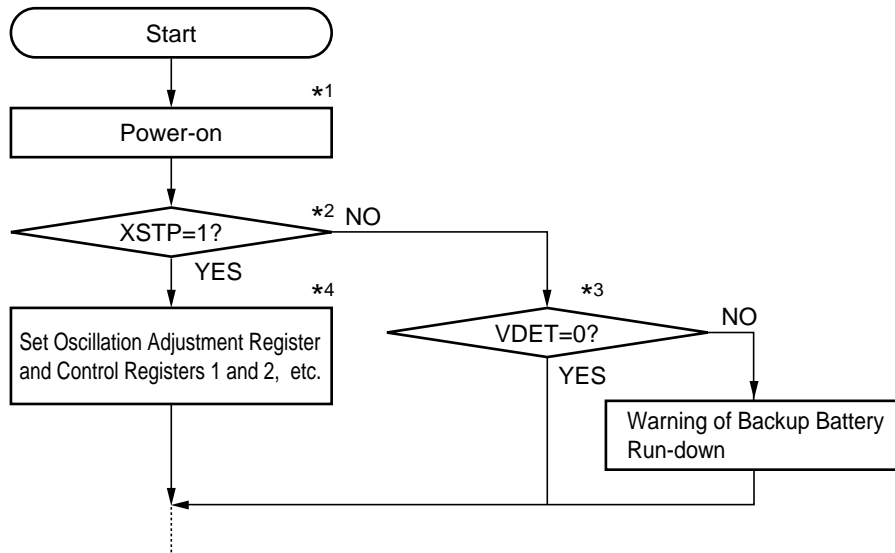 Start
*1
Power-on
*2
XSTP=1?
NO
YES
*4
*3
Set Oscillation Adjustment Register
and Control Registers 1 and 2, etc.
VDET=0?
NO
YES
Warning of Backup Battery
Run-down